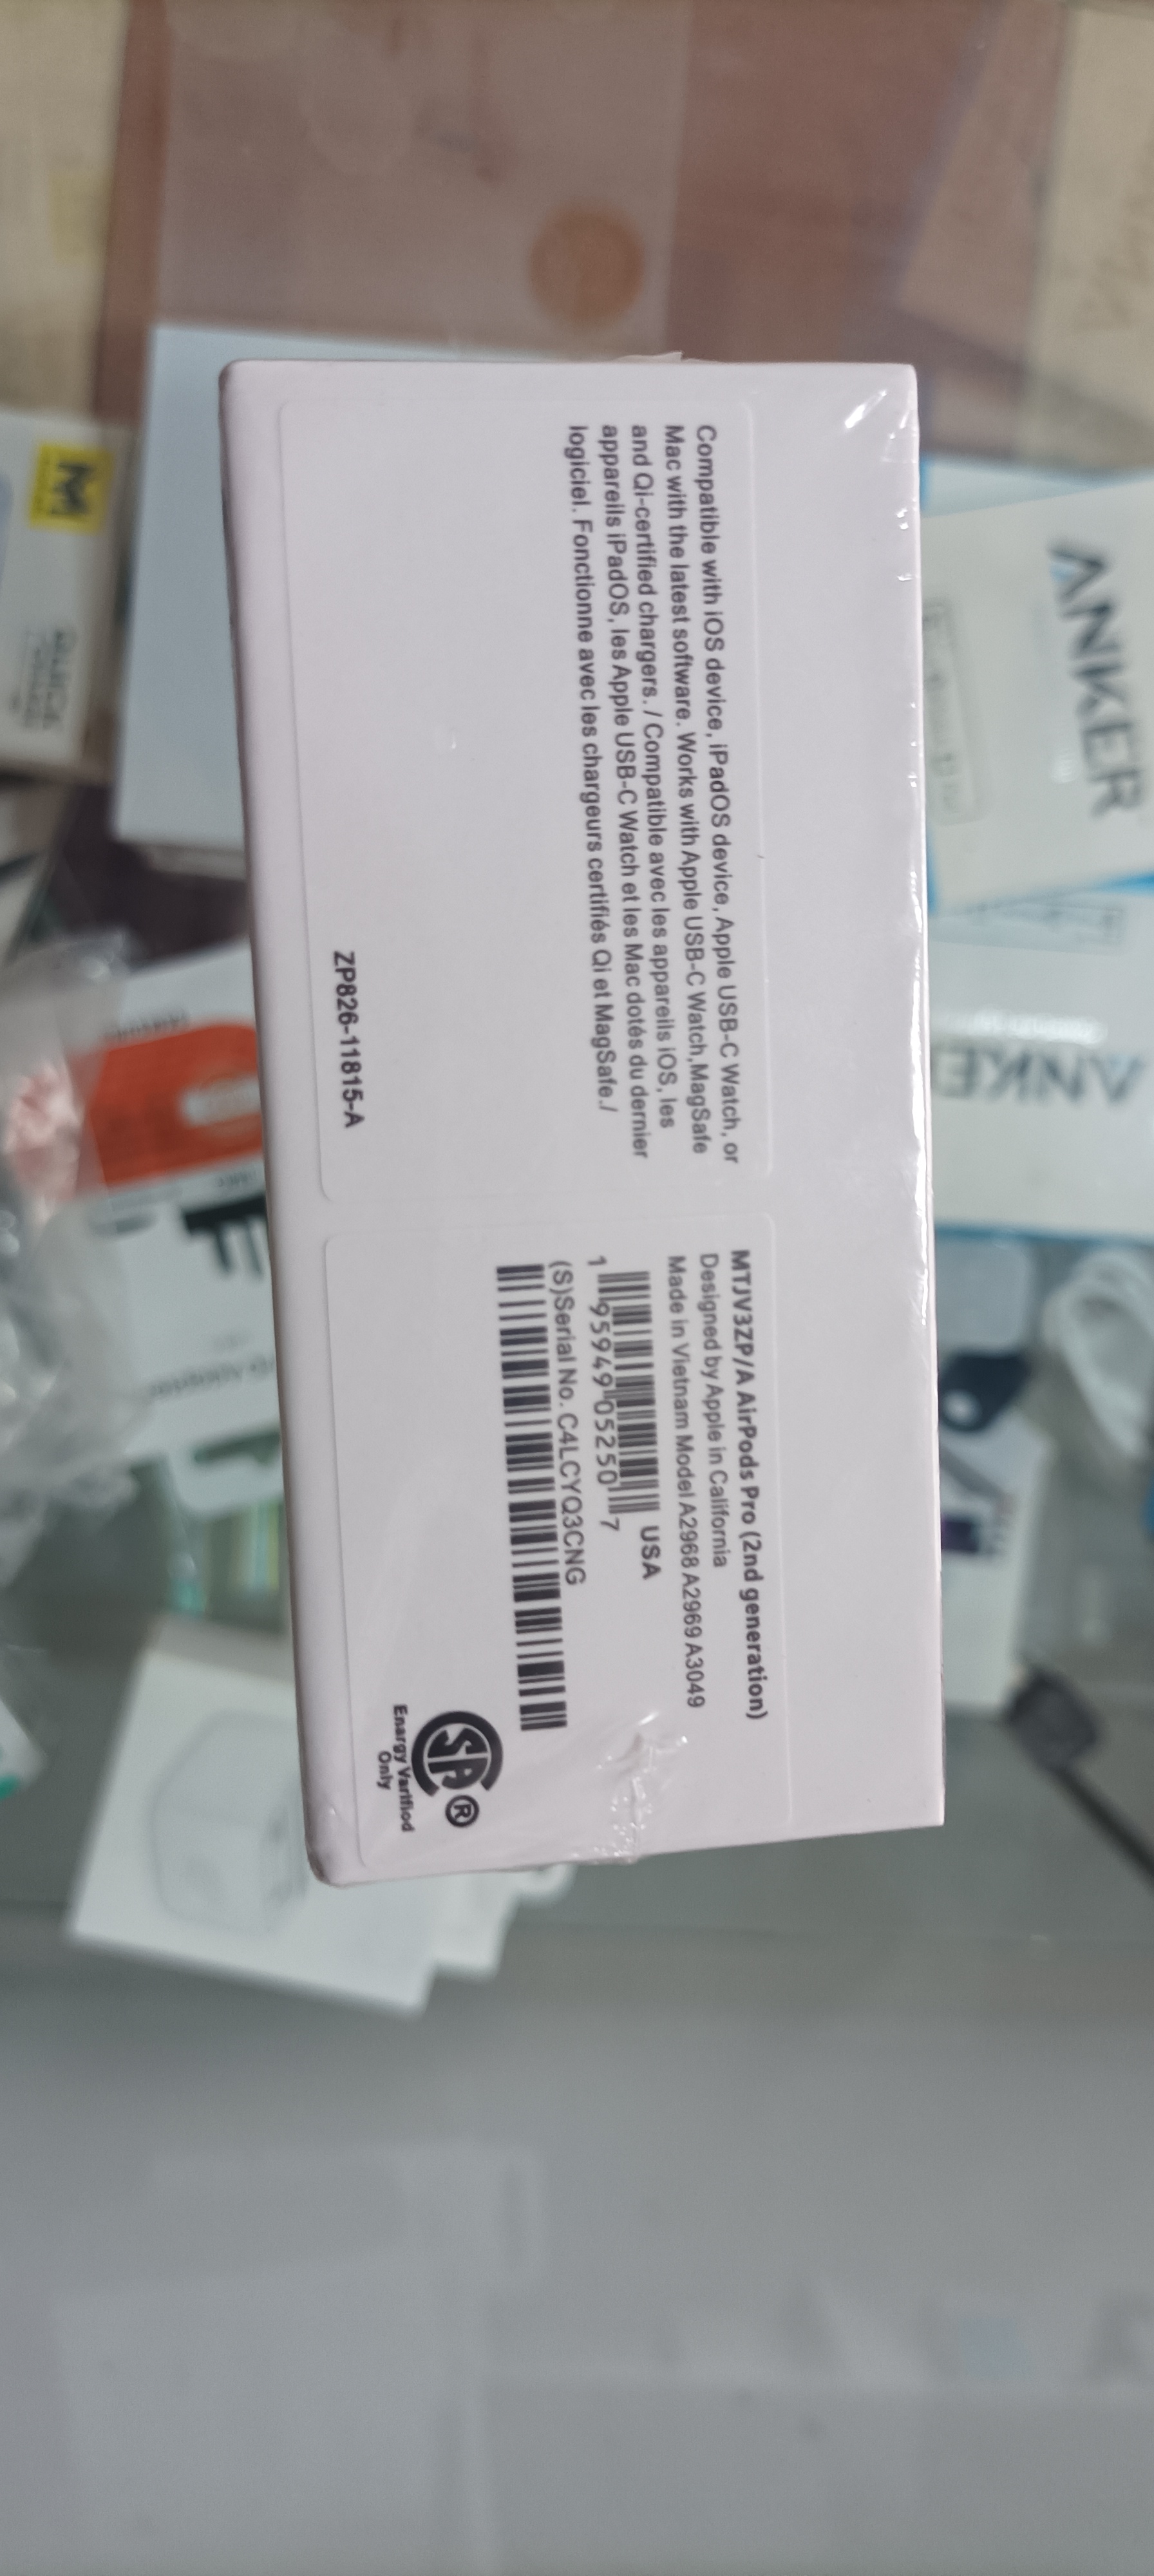 Compatible with iOS device, iPadOS device, Apple USB-C Watch, or
Mac with the latest software. Works with Apple USB-C Watch,MagSafe
and Qi-certified chargers. / Compatible avec les appareils iOS, les
appareils iPadOS, les Apple USB-C Watch et les Mac dotés du dernier
logiciel. Fonctionne avec les chargeurs certifiés Qi et MagSafe./
ZP826-11815-A
MTJV3ZP/A AirPods Pro (2nd generation)
Designed by Apple in California
Made in Vietnam Model A2968 A2969 A3049
USA
1 95949 05250 7
(S)Serial No. C4LCYQ3CNG
SP®
Enargy Varifiod
Only
ANKER
ANKE
M